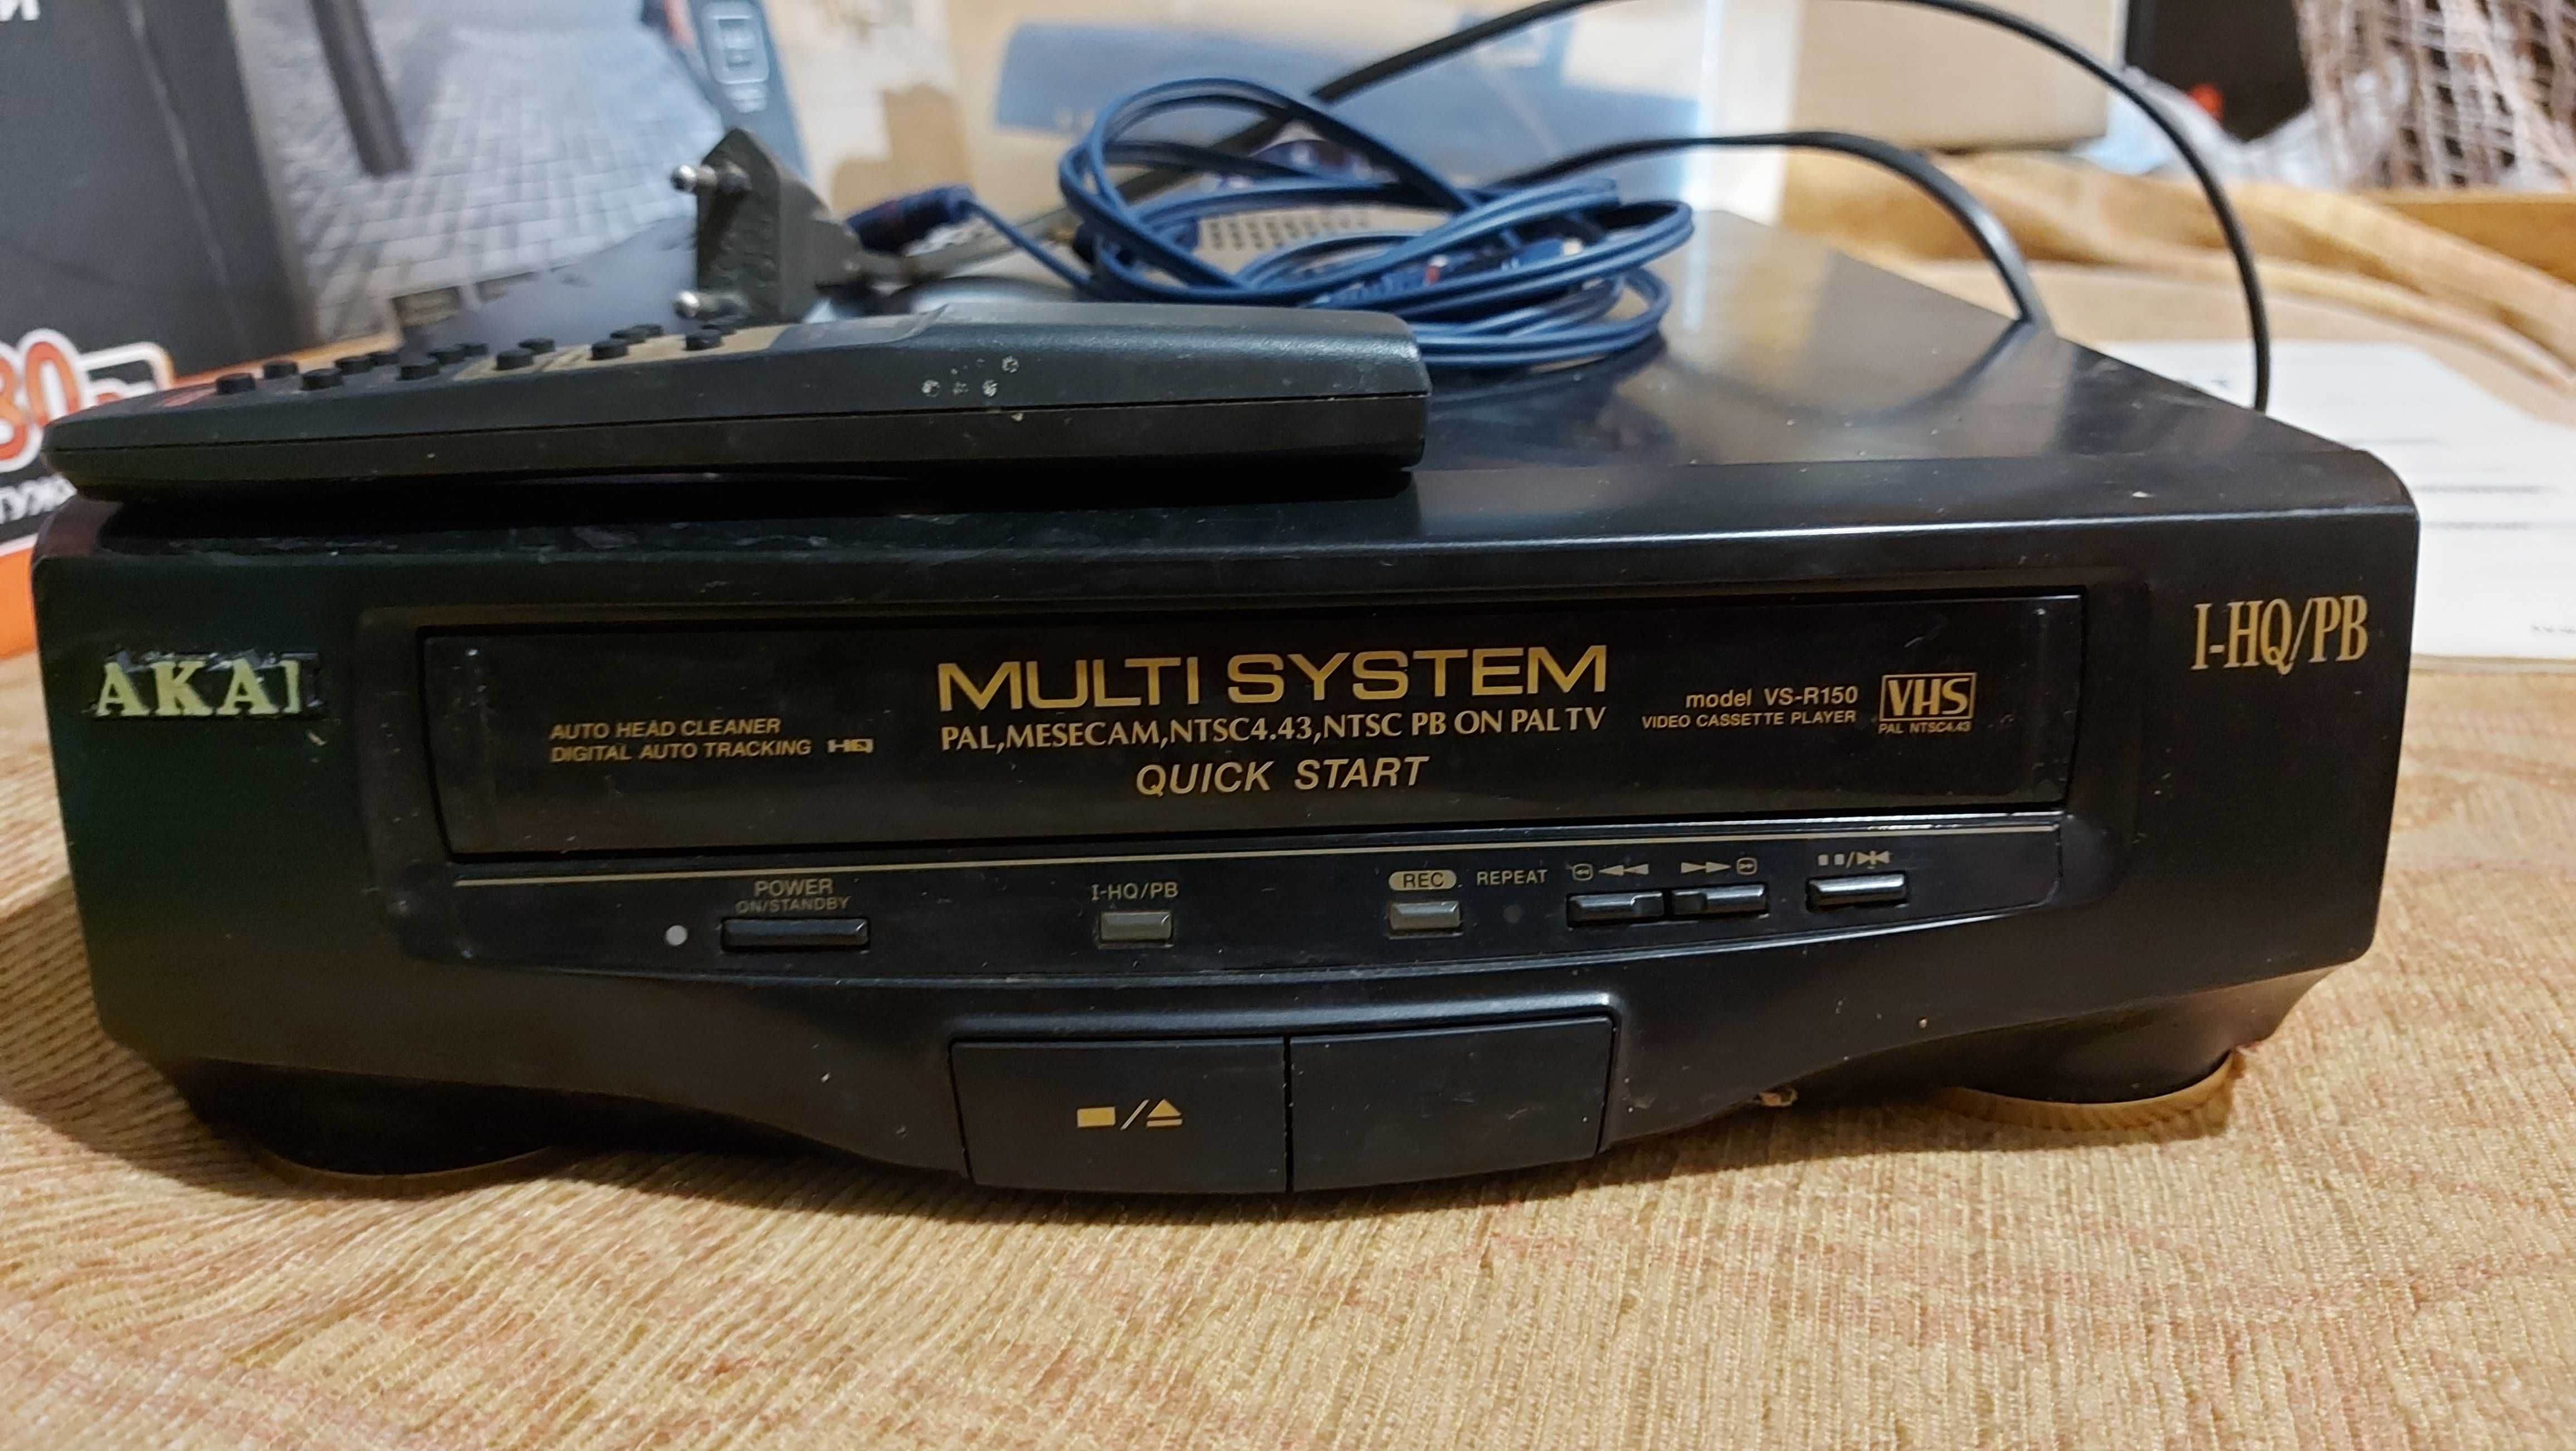 AKAI
AUTO HEAD CLEANER
DIGITAL AUTO TRACKING HQ
MULTI SYSTEM
PAL,MESECAM,NTSC4.43,NTSC PB ON PAL TV
QUICK START
model VS-R150
VIDEO CASSETTE PLAYER
VHS
PAL NTSC4.43
I-HQ/PB
POWER
ON/STANDBY
I-HQ/PB
REC
REPEAT